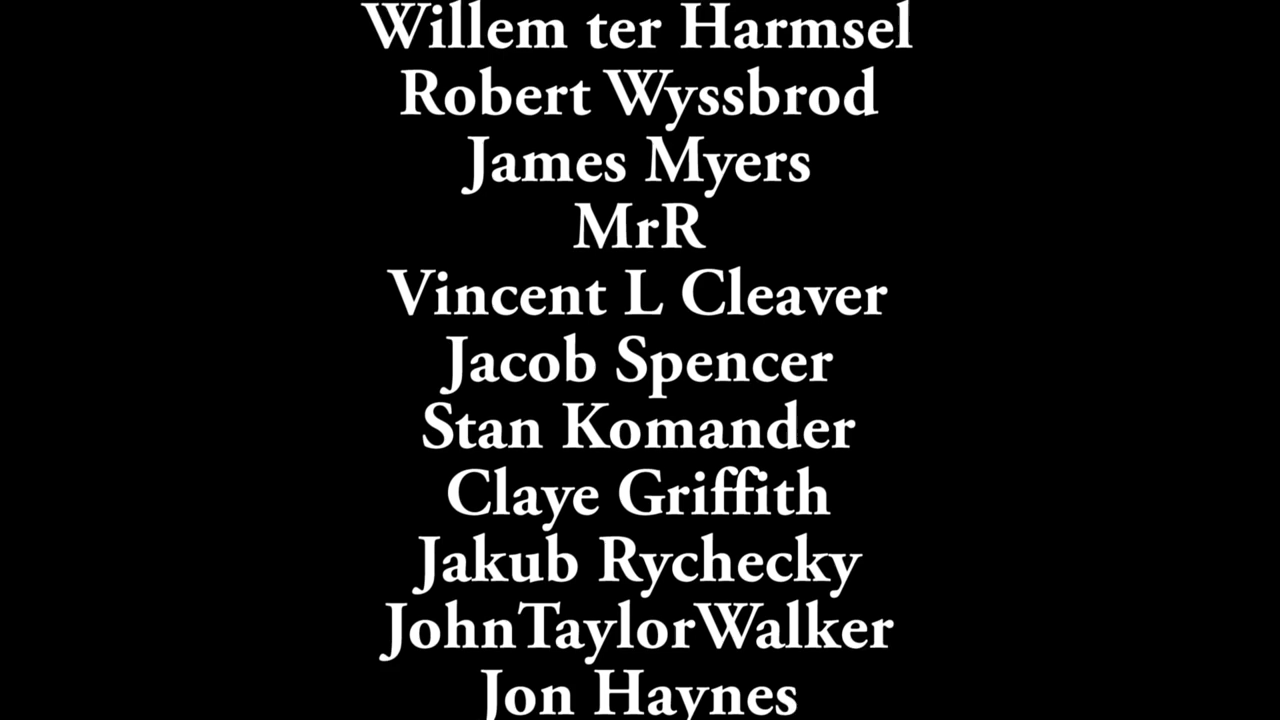 Willem ter Harmsel
Robert Wyssbrod
James Myers
MrR
Vincent L Cleaver
Jacob Spencer
Stan Komander
Claye Griffith
Jakub Rychecky
JohnTaylorWalker
Jon Haynes